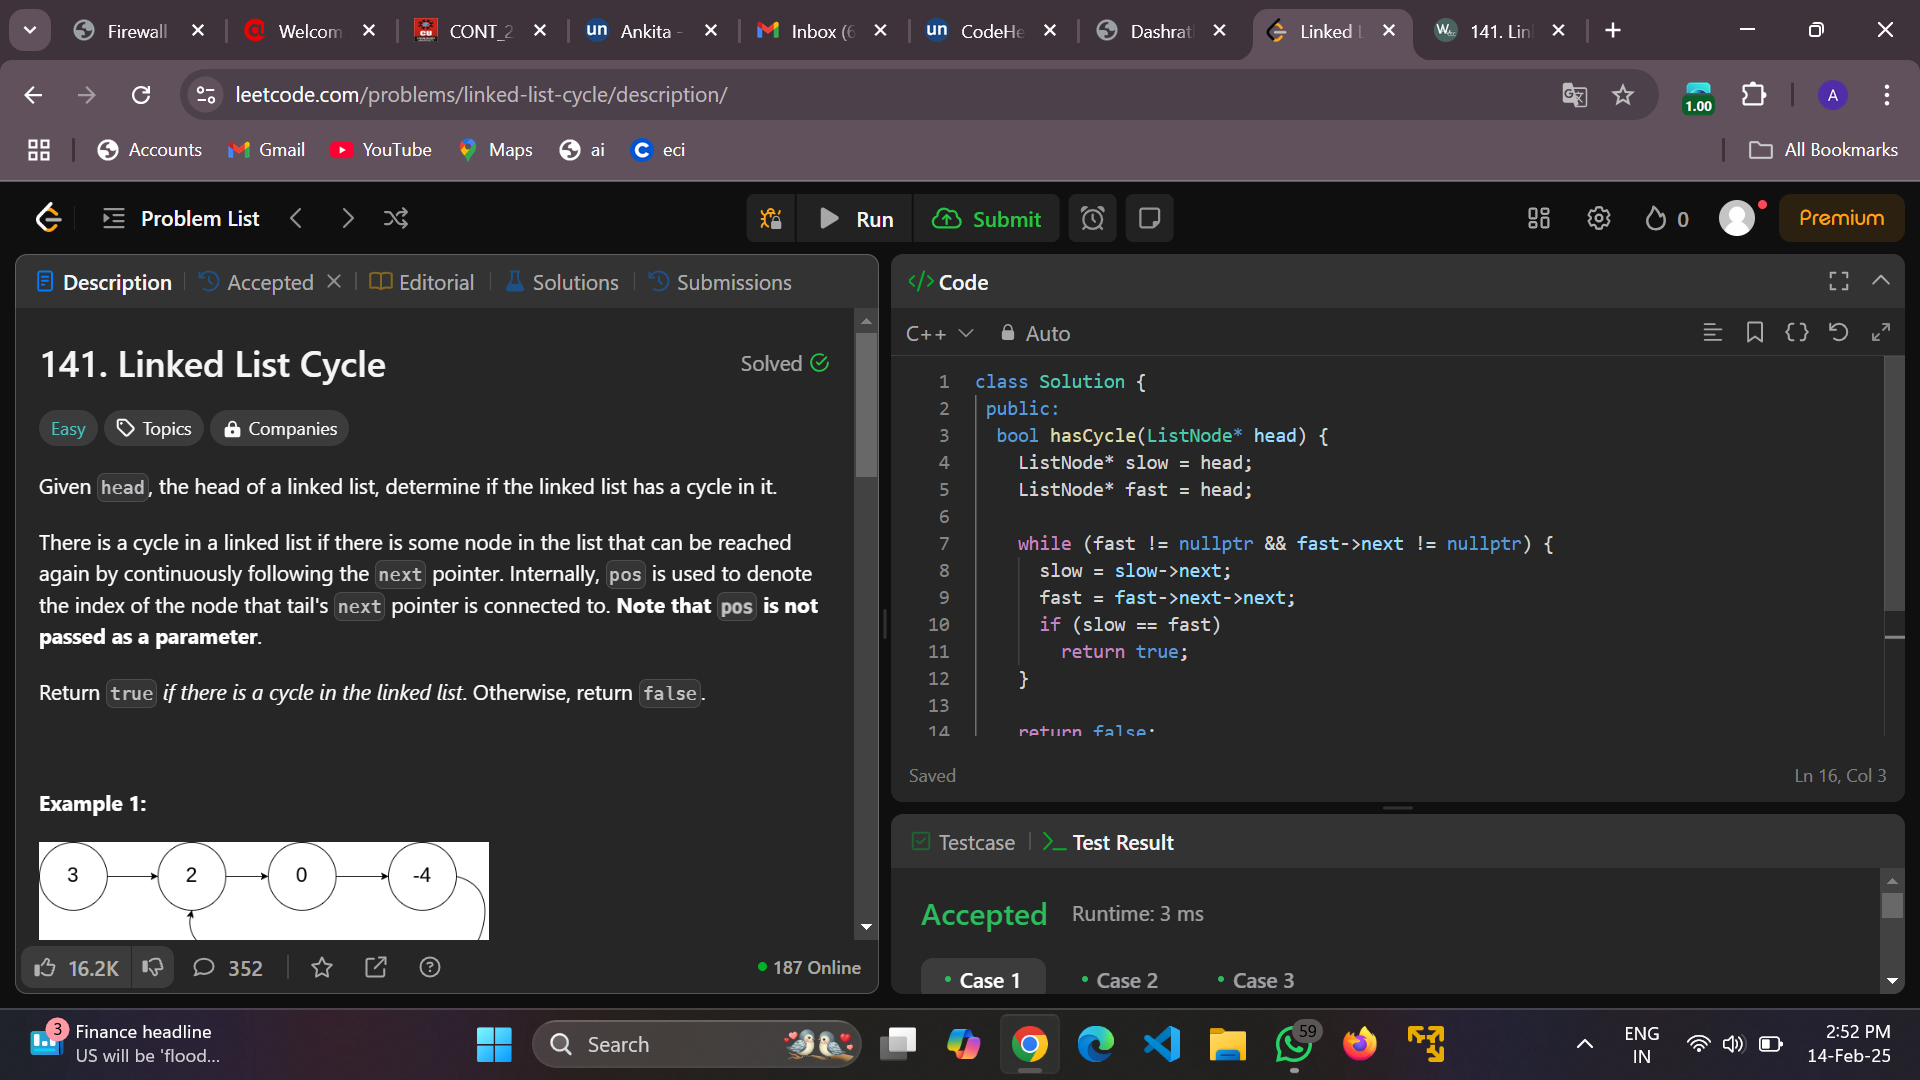 Firewall
Welcom
CONT_2
un Ankita -
Inbox (6
un CodeHe
Dashrat
Linked L
141. Lin
leetcode.com/problems/linked-list-cycle/description/
1.00
A
Accounts
Gmail
YouTube
Maps
ai
C eci
All Bookmarks
Problem List
Run
Submit
0
Premium
Description
Accepted
Editorial
Solutions
Submissions
141. Linked List Cycle
Solved
Easy
Topics
Companies
Given head, the head of a linked list, determine if the linked list has a cycle in it.
There is a cycle in a linked list if there is some node in the list that can be reached
again by continuously following the next pointer. Internally, pos is used to denote
the index of the node that tail's next pointer is connected to. Note that pos is not
passed as a parameter.
Return true if there is a cycle in the linked list. Otherwise, return false.
Example 1:
3 2 0 -4
16.2K
352
187 Online
</> Code
C++
Auto
1 class Solution {
2 public:
3 bool hasCycle(ListNode* head) {
4 ListNode* slow = head;
5 ListNode* fast = head;
6
7 while (fast != nullptr && fast->next != nullptr) {
8 slow = slow->next;
9 fast = fast->next->next;
10 if (slow == fast)
11 return true;
12 }
13
14 return false;
Saved
Ln 16, Col 3
Testcase
Test Result
Accepted
Runtime: 3 ms
Case 1
Case 2
Case 3
3
Finance headline
US will be 'flood...
Search
59
ENG
IN
2:52 PM
14-Feb-25